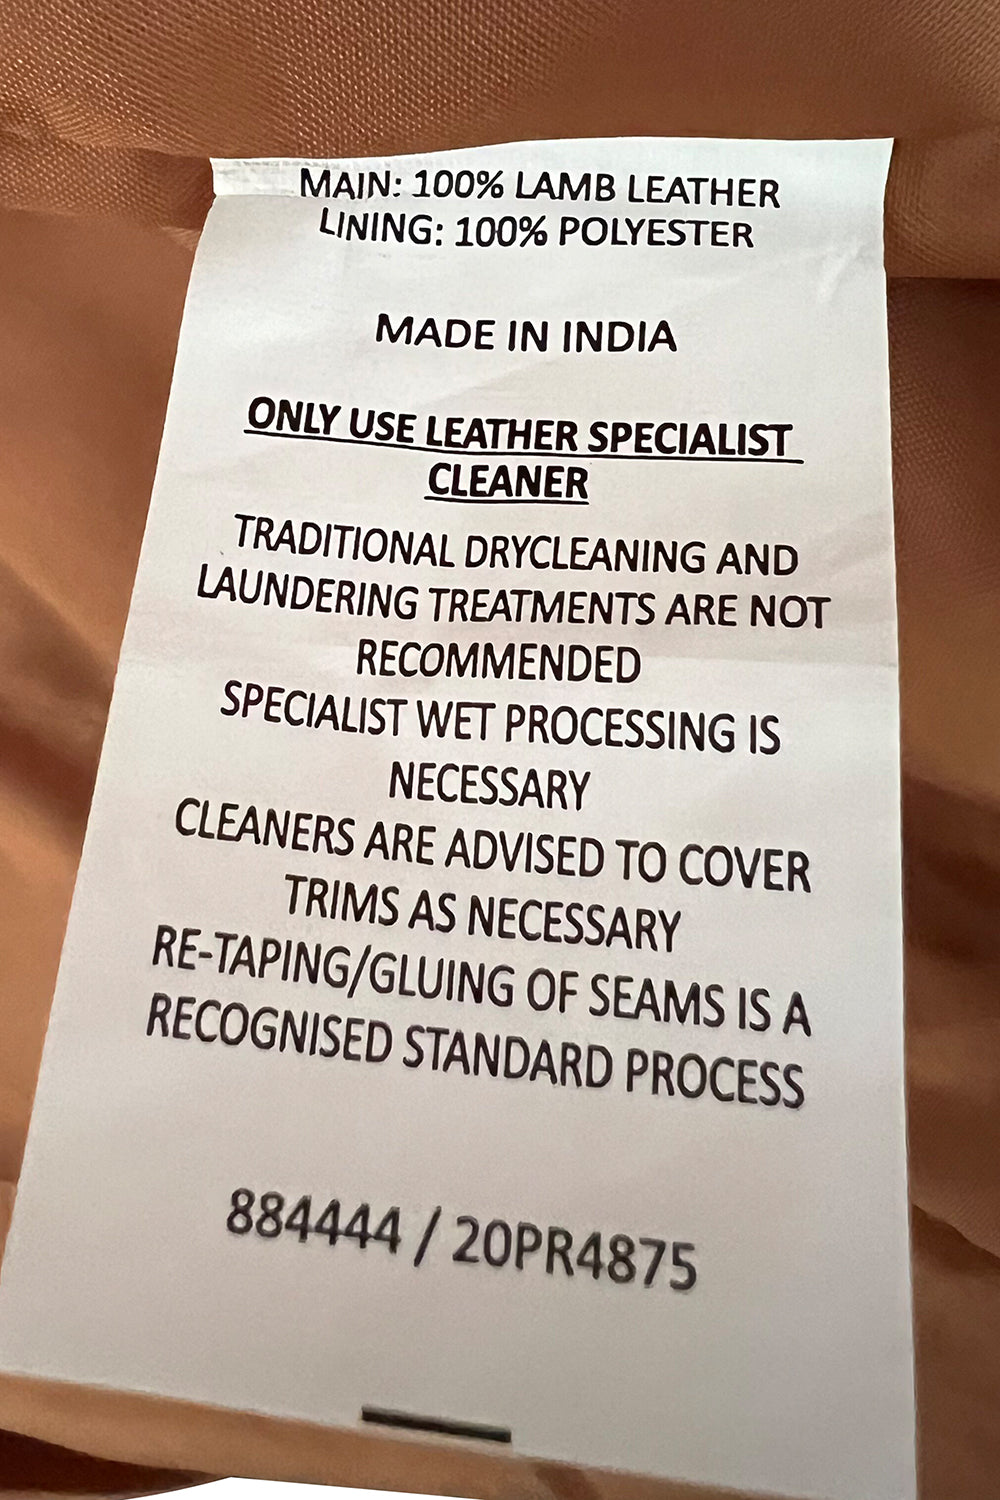 MAIN: 100% LAMB LEATHER
LINING: 100% POLYESTER
MADE IN INDIA
ONLY USE LEATHER SPECIALIST
CLEANER
TRADITIONAL DRYCLEANING AND
LAUNDERING TREATMENTS ARE NOT
RECOMMENDED
SPECIALIST WET PROCESSING IS
NECESSARY
CLEANERS ARE ADVISED TO COVER
TRIMS AS NECESSARY
RE-TAPING/GLUING OF SEAMS IS A
RECOGNISED STANDARD PROCESS
884444 / 20PR4875